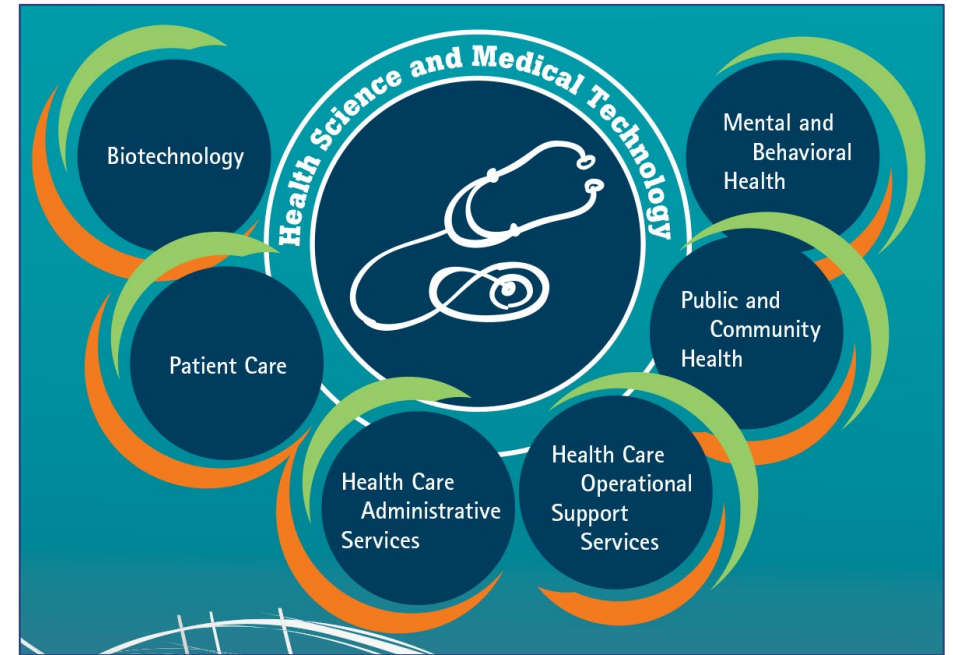 Health Science and Medical Technology
Biotechnology
Mental and
Behavioral
Health
Patient Care
Public and
Community
Health
Health Care
Administrative
Services
Health Care
Operational
Support
Services